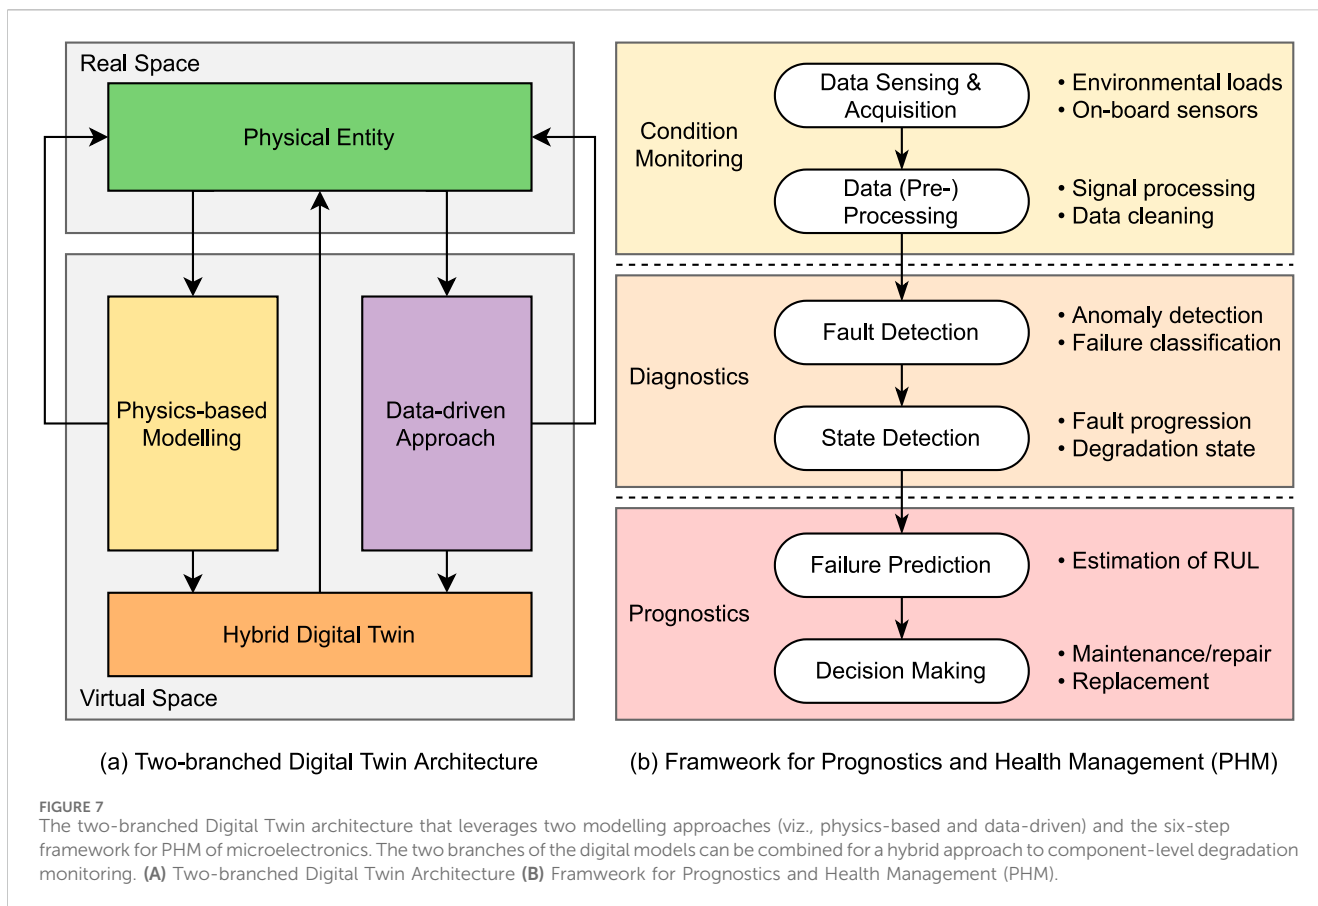 Real Space
Physical Entity
Physics-based
Modelling
Data-driven
Approach
Hybrid Digital Twin
Virtual Space
(a) Two-branched Digital Twin Architecture
Condition
Monitoring
Data Sensing &
Acquisition
• Environmental loads
• On-board sensors
Data (Pre-)
Processing
• Signal processing
• Data cleaning
Diagnostics
Fault Detection
• Anomaly detection
• Failure classification
State Detection
• Fault progression
• Degradation state
Prognostics
Failure Prediction
• Estimation of RUL
Decision Making
• Maintenance/repair
• Replacement
(b) Framweork for Prognostics and Health Management (PHM)
FIGURE 7
The two-branched Digital Twin architecture that leverages two modelling approaches (viz., physics-based and data-driven) and the six-step
framework for PHM of microelectronics. The two branches of the digital models can be combined for a hybrid approach to component-level degradation
monitoring. (A) Two-branched Digital Twin Architecture (B) Framweork for Prognostics and Health Management (PHM).